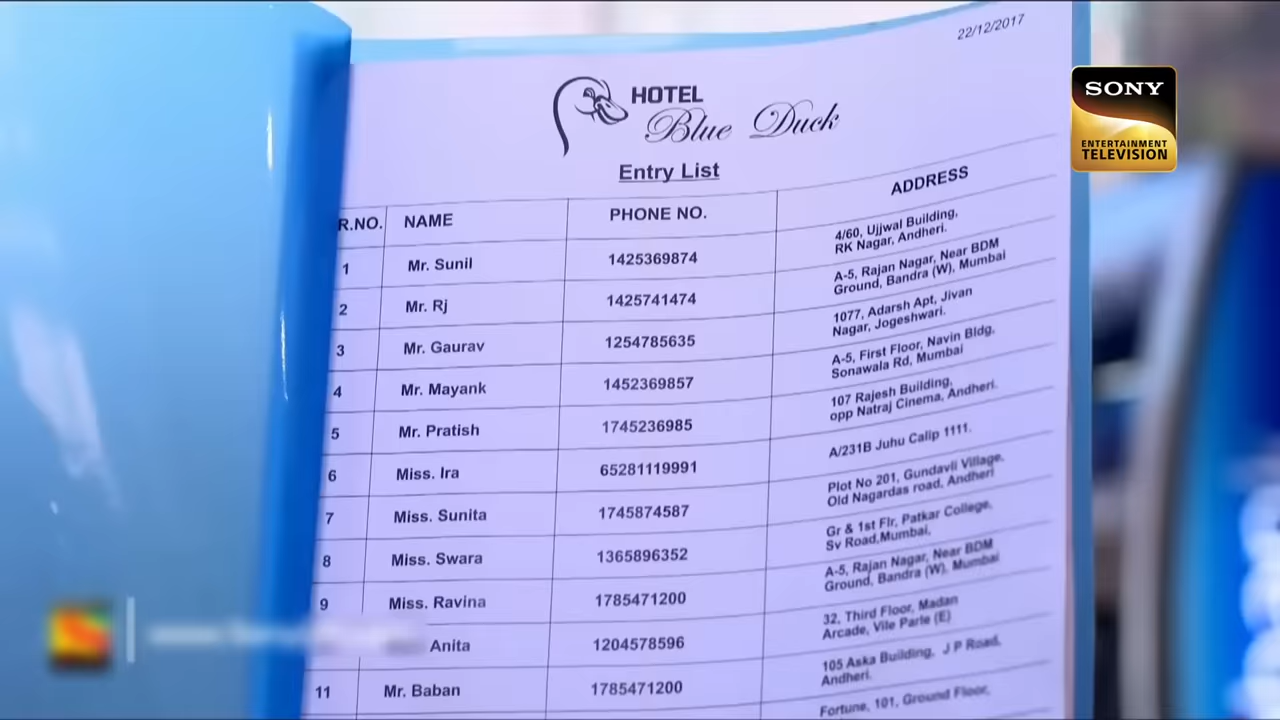 22/12/2017
SONY
ENTERTAINMENT
TELEVISION
HOTEL
Blue Duck
Entry List
R.NO. NAME PHONE NO. ADDRESS
1 Mr. Sunil 1425369874 4/60, Ujjwal Building,
RK Nagar, Andheri.
2 Mr. Rj 1425741474 A-5, Rajan Nagar, Near BDM
Ground, Bandra (W), Mumbai
3 Mr. Gaurav 1254785635 1077, Adarsh Apt, Jivan
Nagar, Jogeshwari.
4 Mr. Mayank 1452369857 A-5, First Floor, Navin Bldg,
Sonawala Rd, Mumbai
5 Mr. Pratish 1745236985 107 Rajesh Building,
opp Natraj Cinema, Andheri.
6 Miss. Ira 65281119991 A/231B Juhu Calip 1111.
7 Miss. Sunita 1745874587 Plot No 201, Gundavli Village,
Old Nagardas road, Andheri
8 Miss. Swara 1365896352 Gr & 1st Flr, Patkar College,
Sv Road,Mumbai,
9 Miss. Ravina 1785471200 A-5, Rajan Nagar, Near BDM
Ground, Bandra (W), Mumbai
Anita 1204578596 32, Third Floor, Madan
Arcade, Vile Parle (E)
11 Mr. Baban 1785471200 105 Aska Building, J P Road,
Andheri.
Fortune, 101, Ground Floor,